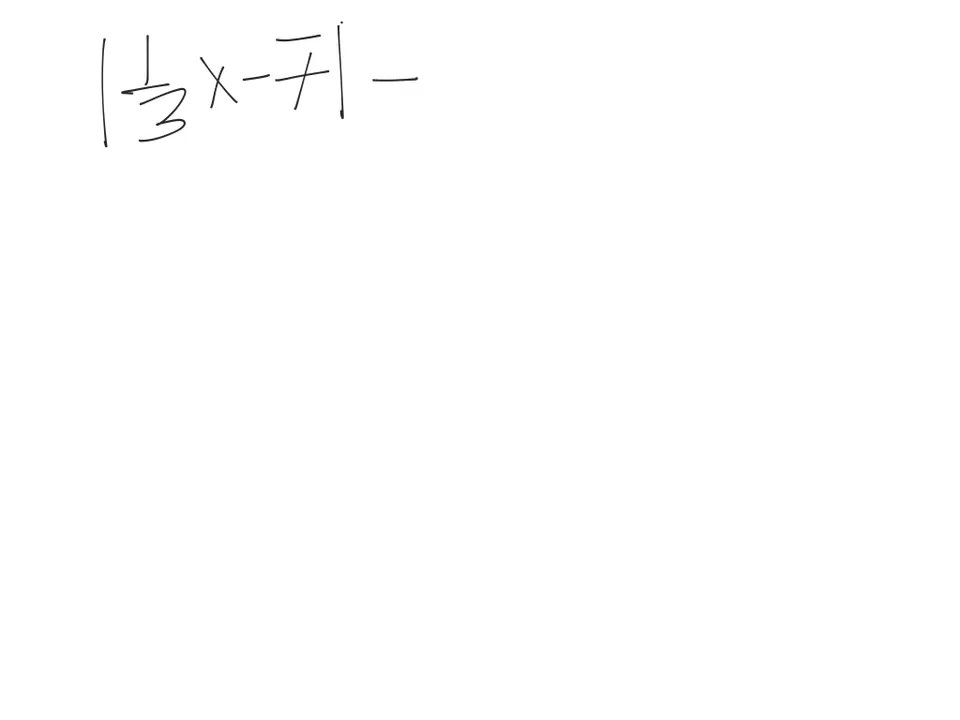 |1/3 x - 7| -